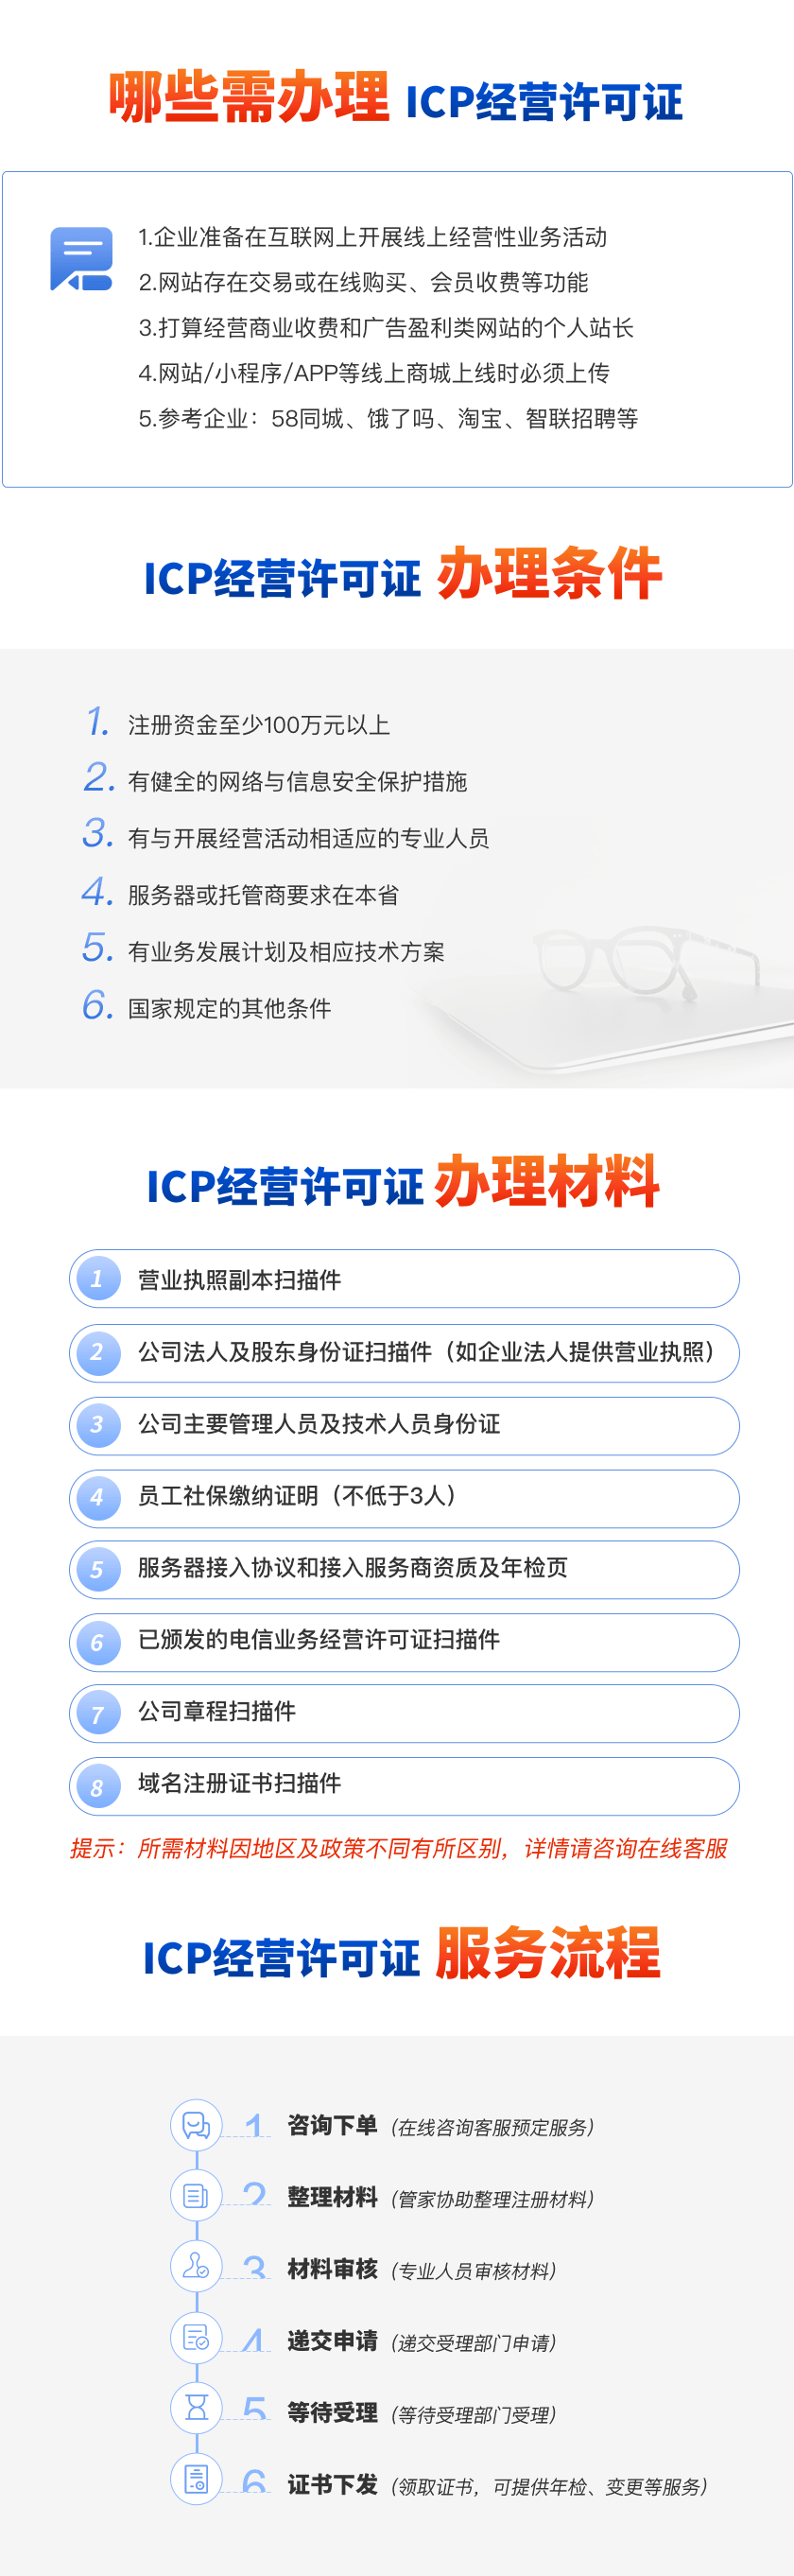 哪些需办理 ICP经营许可证
1.企业准备在互联网上开展线上经营性业务活动
2.网站存在交易或在线购买、会员收费等功能
3.打算经营商业收费和广告盈利类网站的个人站长
4.网站/小程序/APP等线上商城上线时必须上传
5.参考企业：58同城、饿了吗、淘宝、智联招聘等
ICP经营许可证 办理条件
1. 注册资金至少100万元以上
2. 有健全的网络与信息安全保护措施
3. 有与开展经营活动相适应的专业人员
4. 服务器或托管商要求在本省
5. 有业务发展计划及相应技术方案
6. 国家规定的其他条件
ICP经营许可证 办理材料
1 营业执照副本扫描件
2 公司法人及股东身份证扫描件（如企业法人提供营业执照）
3 公司主要管理人员及技术人员身份证
4 员工社保缴纳证明（不低于3人）
5 服务器接入协议和接入服务商资质及年检页
6 已颁发的电信业务经营许可证扫描件
7 公司章程扫描件
8 域名注册证书扫描件
提示：所需材料因地区及政策不同有所区别，详情请咨询在线客服
ICP经营许可证 服务流程
1 咨询下单（在线咨询客服预定服务）
2 整理材料（管家协助整理注册材料）
3 材料审核（专业人员审核材料）
4 递交申请（递交受理部门申请）
5 等待受理（等待受理部门受理）
6 证书下发（领取证书，可提供年检、变更等服务）